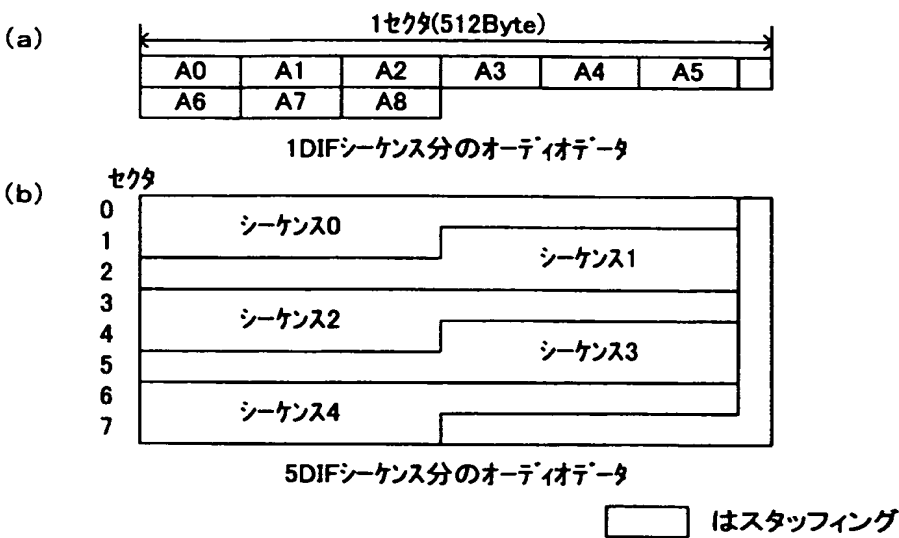 (a)
1セクタ(512Byte)
A0 A1 A2 A3 A4 A5
A6 A7 A8
1DIFシーケンス分のオーディオデータ
(b)
セクタ
0
シーケンス0
1
シーケンス1
2
3
シーケンス2
4
シーケンス3
5
6
シーケンス4
7
5DIFシーケンス分のオーディオデータ
はスタッフィング